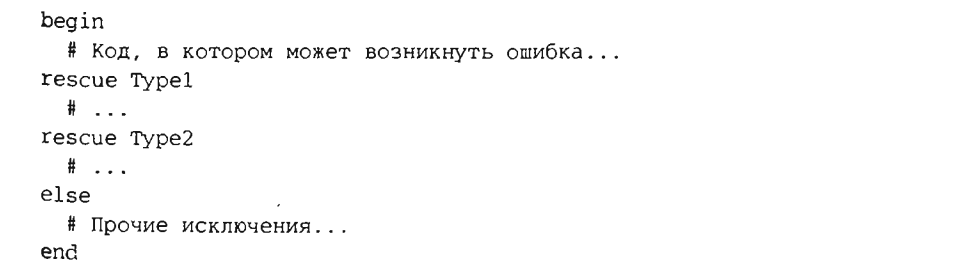 begin
  # Код, в котором может возникнуть ошибка...
rescue Type1
  # ...
rescue Type2
  # ...
else
  # Прочие исключения...
end